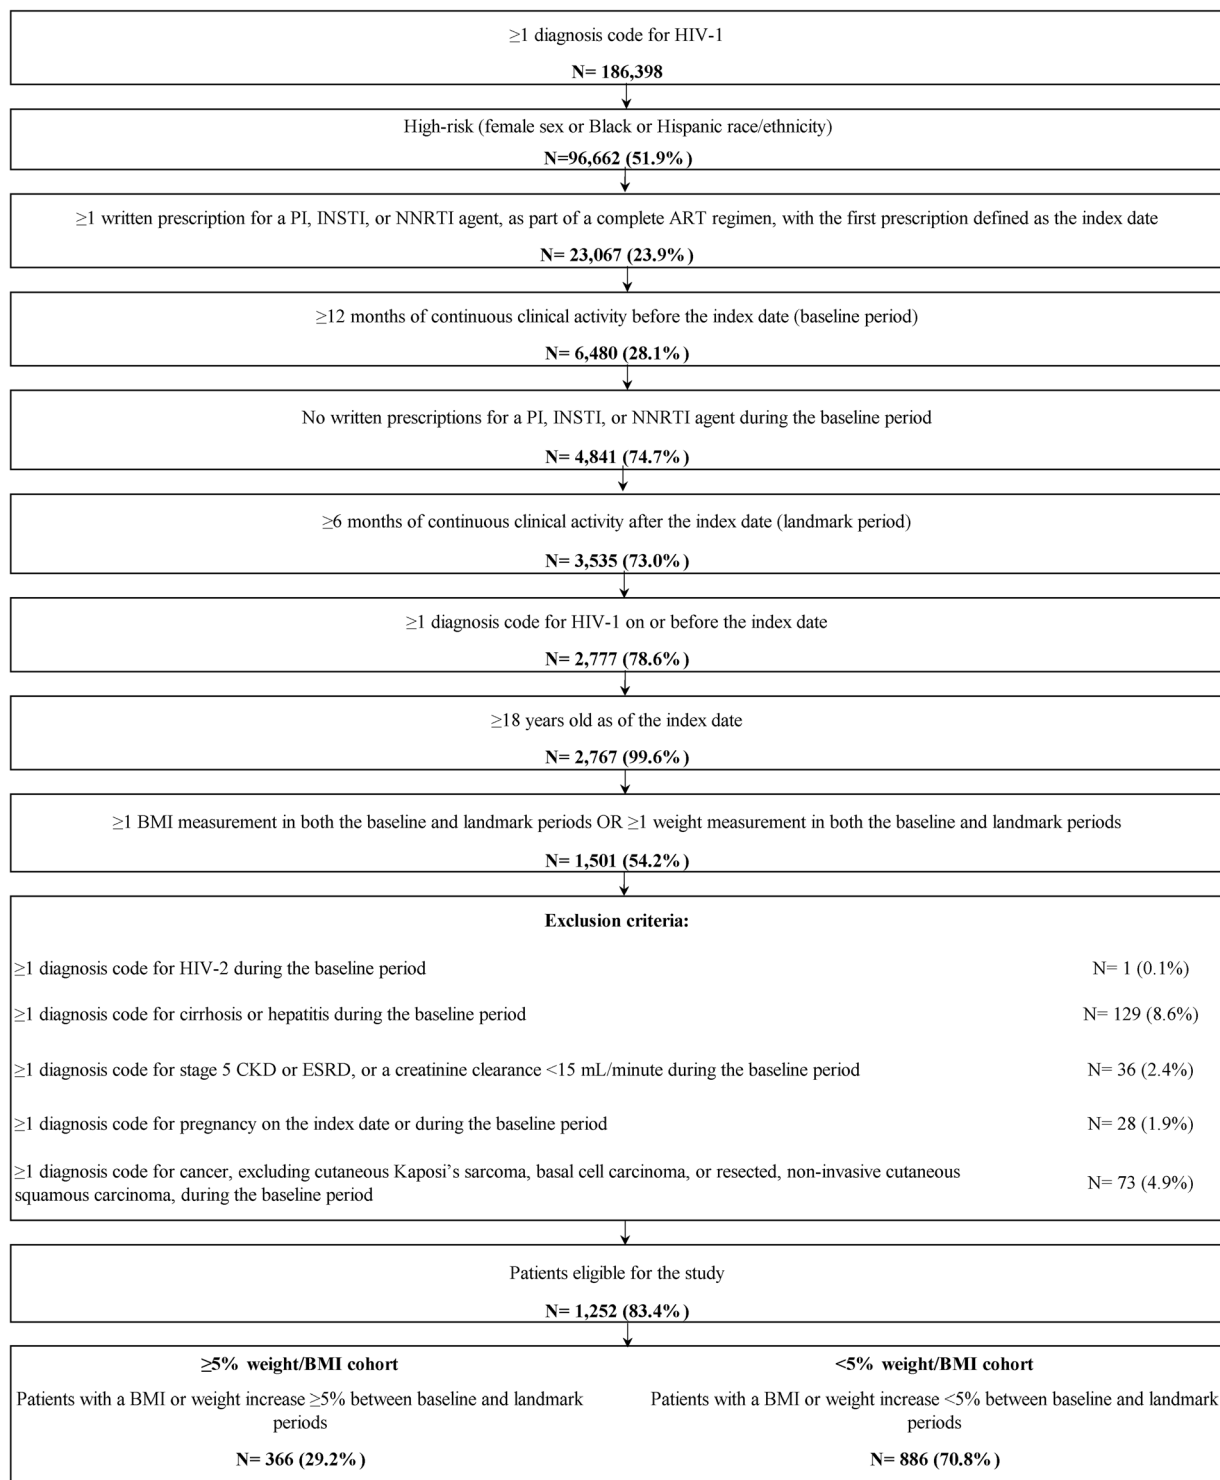 ≥1 diagnosis code for HIV-1
N= 186,398
High-risk (female sex or Black or Hispanic race/ethnicity)
N=96,662 (51.9%)
≥1 written prescription for a PI, INSTI, or NNRTI agent, as part of a complete ART regimen, with the first prescription defined as the index date
N= 23,067 (23.9%)
≥12 months of continuous clinical activity before the index date (baseline period)
N= 6,480 (28.1%)
No written prescriptions for a PI, INSTI, or NNRTI agent during the baseline period
N= 4,841 (74.7%)
≥6 months of continuous clinical activity after the index date (landmark period)
N= 3,535 (73.0%)
≥1 diagnosis code for HIV-1 on or before the index date
N= 2,777 (78.6%)
≥18 years old as of the index date
N= 2,767 (99.6%)
≥1 BMI measurement in both the baseline and landmark periods OR ≥1 weight measurement in both the baseline and landmark periods
N= 1,501 (54.2%)
Exclusion criteria:
≥1 diagnosis code for HIV-2 during the baseline period N= 1 (0.1%)
≥1 diagnosis code for cirrhosis or hepatitis during the baseline period N= 129 (8.6%)
≥1 diagnosis code for stage 5 CKD or ESRD, or a creatinine clearance <15 mL/minute during the baseline period N= 36 (2.4%)
≥1 diagnosis code for pregnancy on the index date or during the baseline period N= 28 (1.9%)
≥1 diagnosis code for cancer, excluding cutaneous Kaposi's sarcoma, basal cell carcinoma, or resected, non-invasive cutaneous
squamous carcinoma, during the baseline period
N= 73 (4.9%)
Patients eligible for the study
N= 1,252 (83.4%)
≥5% weight/BMI cohort
Patients with a BMI or weight increase ≥5% between baseline and landmark
periods
N= 366 (29.2%)
<5% weight/BMI cohort
Patients with a BMI or weight increase <5% between baseline and landmark
periods
N= 886 (70.8%)